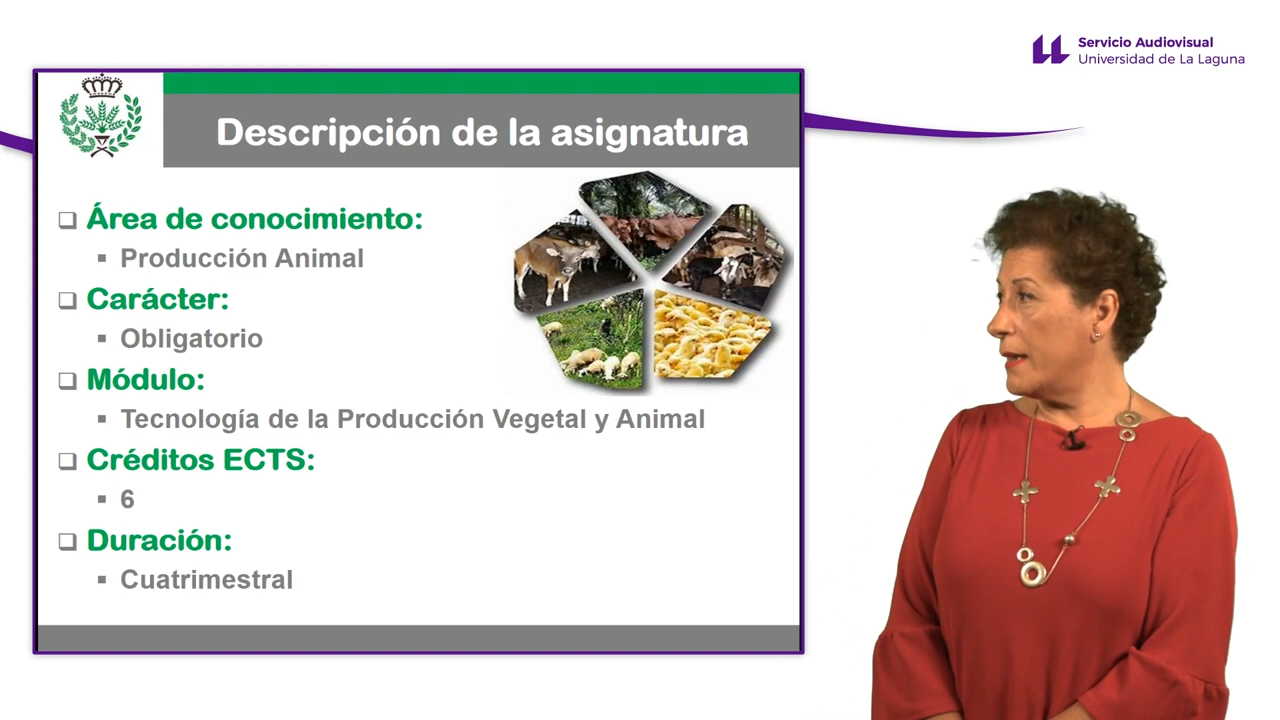 Servicio Audiovisual
Universidad de La Laguna
Descripción de la asignatura
Área de conocimiento:
Producción Animal
Carácter:
Obligatorio
Módulo:
Tecnología de la Producción Vegetal y Animal
Créditos ECTS:
6
Duración:
Cuatrimestral